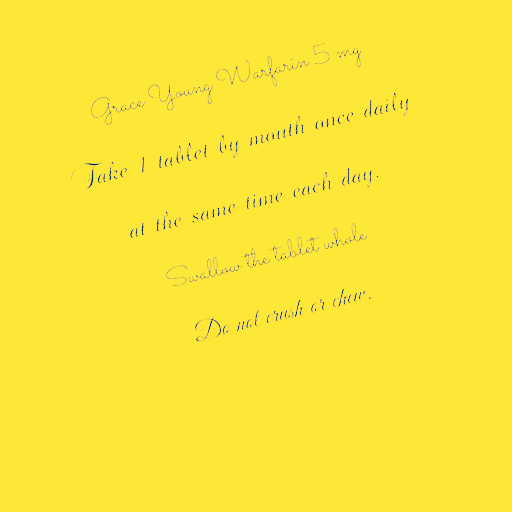 Grace Young Warfarin 5 mg
Take 1 tablet by mouth once daily
at the same time each day.
Swallow the tablet whole
Do not crush or chew.